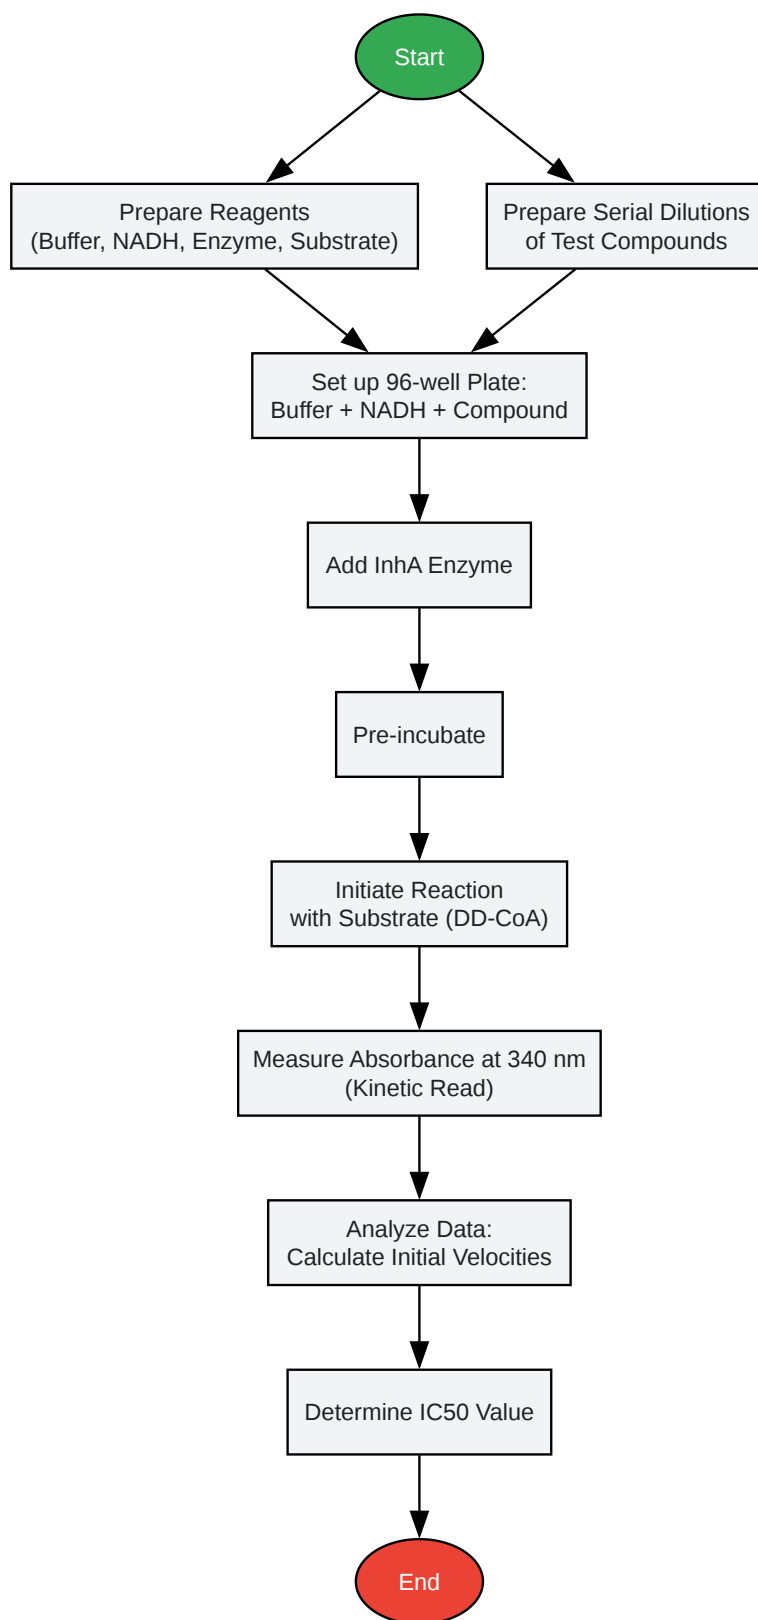 Start
Prepare Reagents
(Buffer, NADH, Enzyme, Substrate)
Prepare Serial Dilutions
of Test Compounds
Set up 96-well Plate:
Buffer + NADH + Compound
Add InhA Enzyme
Pre-incubate
Initiate Reaction
with Substrate (DD-CoA)
Measure Absorbance at 340 nm
(Kinetic Read)
Analyze Data:
Calculate Initial Velocities
Determine IC50 Value
End